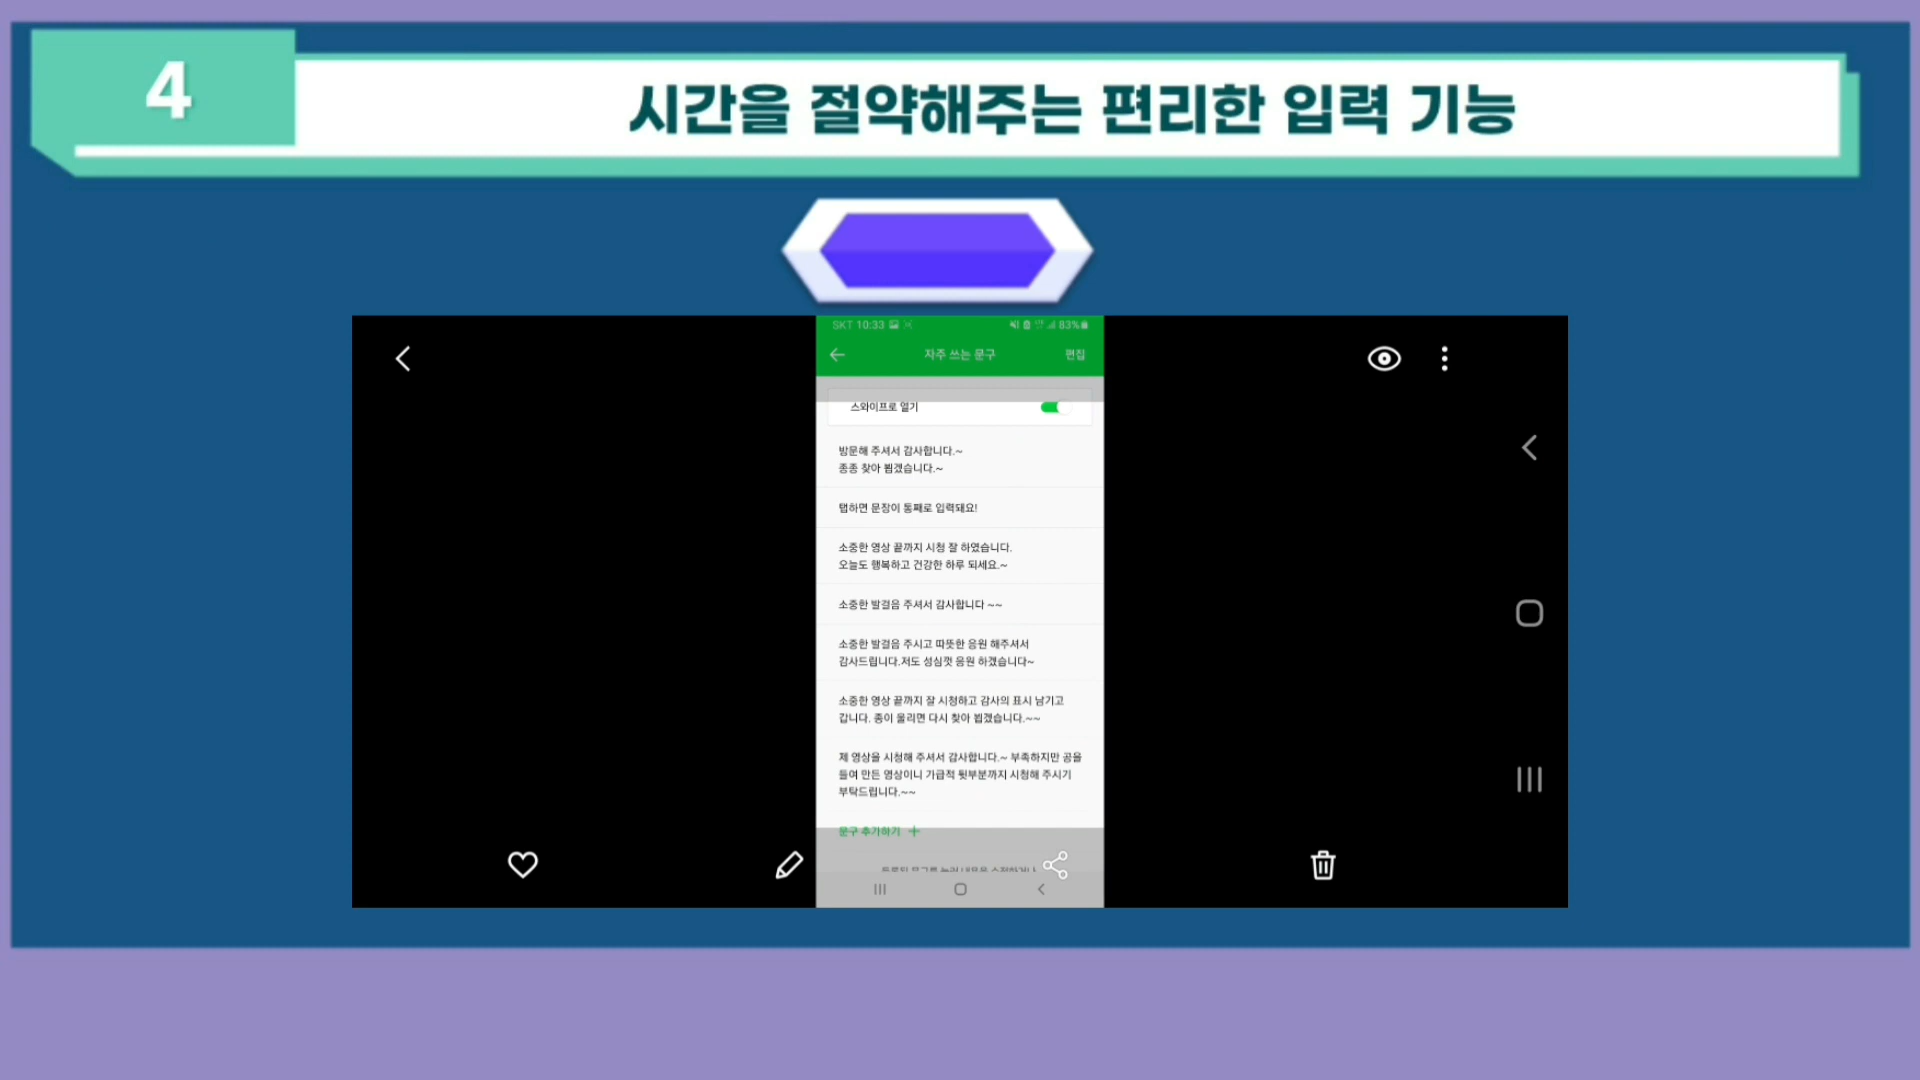 4
시간을 절약해주는 편리한 입력 기능
SKT 10:33
83%
자주 쓰는 문구
편집
스와이프로 열기
방문해 주셔서 감사합니다.~
종종 찾아 뵙겠습니다.~
탭하면 문장이 통째로 입력돼요!
소중한 영상 끝까지 시청 잘 하였습니다.
오늘도 행복하고 건강한 하루 되세요.~
소중한 발걸음 주셔서 감사합니다 ~~
소중한 발걸음 주시고 따뜻한 응원 해주셔서
감사드립니다.저도 성심껏 응원 하겠습니다~
소중한 영상 끝까지 잘 시청하고 감사의 표시 남기고
갑니다. 종이 울리면 다시 찾아 뵙겠습니다.~~
제 영상을 시청해 주셔서 감사합니다.~ 부족하지만 공을
들여 만든 영상이니 가급적 뒷부분까지 시청해 주시기
부탁드립니다.~~
문구 추가하기 +